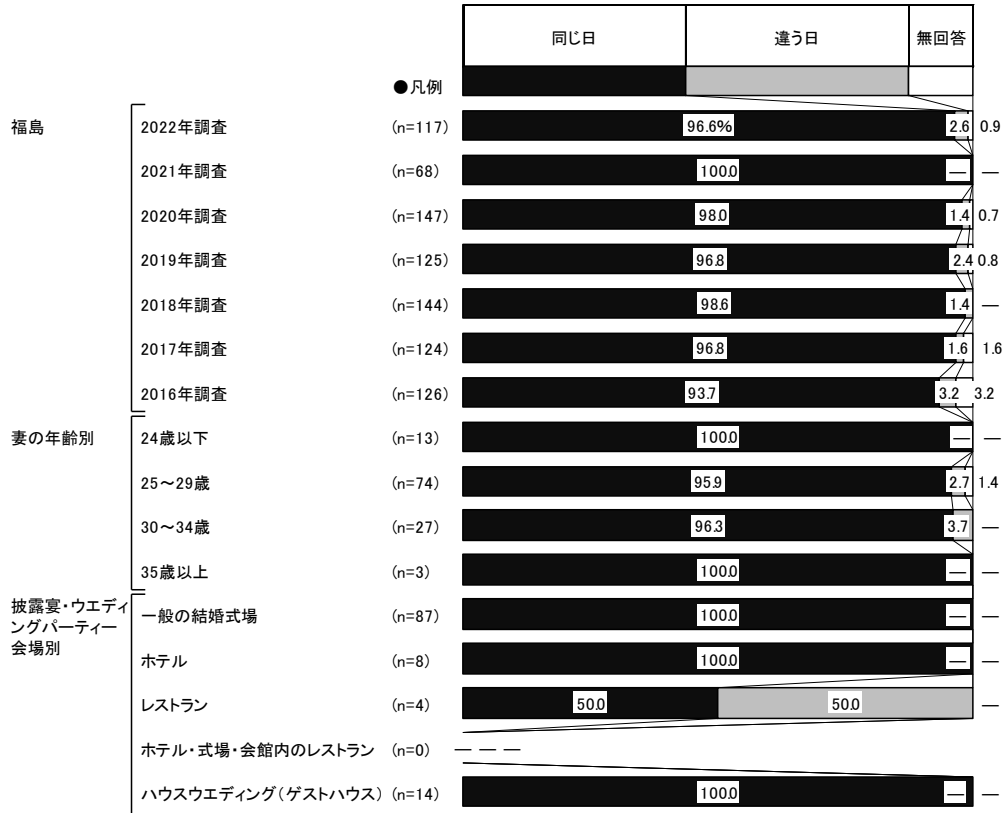 同じ日 違う日 無回答
●凡例
福島 2022年調査 (n=117) 96.6% 2.6 0.9
2021年調査 (n=68) 100.0 — —
2020年調査 (n=147) 98.0 1.4 0.7
2019年調査 (n=125) 96.8 2.4 0.8
2018年調査 (n=144) 98.6 1.4 —
2017年調査 (n=124) 96.8 1.6 1.6
2016年調査 (n=126) 93.7 3.2 3.2
妻の年齢別 24歳以下 (n=13) 100.0 — —
25～29歳 (n=74) 95.9 2.7 1.4
30～34歳 (n=27) 96.3 3.7 —
35歳以上 (n=3) 100.0 — —
披露宴・ウエディ
ングパーティー
会場別
一般の結婚式場 (n=87) 100.0 — —
ホテル (n=8) 100.0 — —
レストラン (n=4) 50.0 50.0 —
ホテル・式場・会館内のレストラン (n=0) — — —
ハウスウエディング(ゲストハウス) (n=14) 100.0 — —